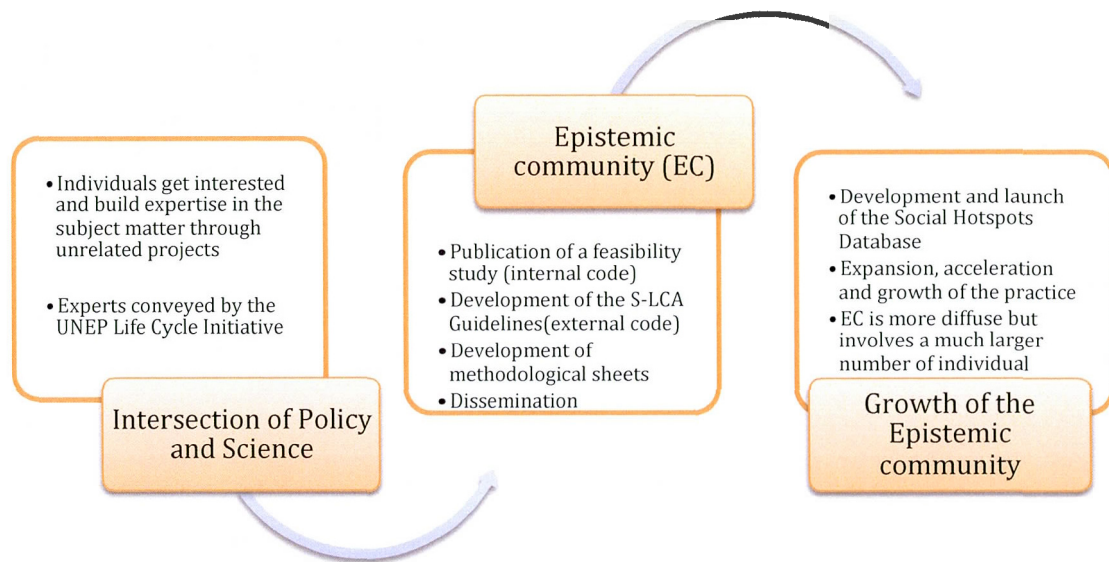 • Individuals get interested
and build expertise in the
subject matter through
unrelated projects
• Experts conveyed by the
UNEP Life Cycle Initiative
Intersection of Policy
and Science
Epistemic
community (EC)
• Publication of a feasibility
study (internal code)
• Development of the S-LCA
Guidelines(external code)
• Development of
methodological sheets
• Dissemination
• Development and launch
of the Social Hotspots
Database
• Expansion, acceleration
and growth of the practice
• EC is more diffuse but
involves a much larger
number of individual
Growth of the
Epistemic
community